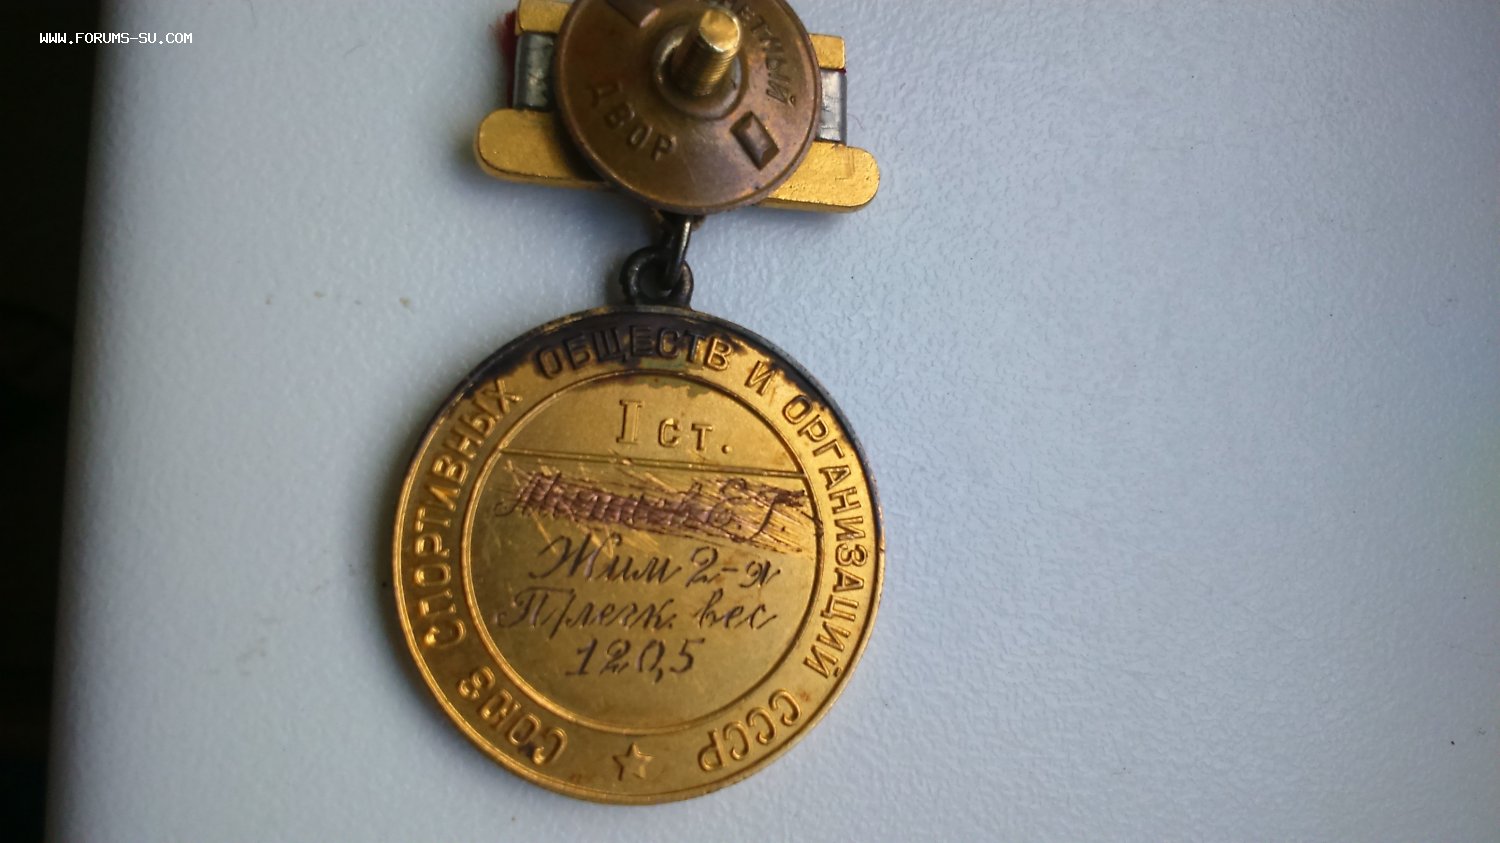 WWW.FORUMS-SU.COM
ДВОР
СОЮЗ СПОРТИВНЫХ ОБЩЕСТВ И ОРГАНИЗАЦИЙ СССР
I ст.
Е. Г.
Жим 2-я
П/легк. вес
120,5